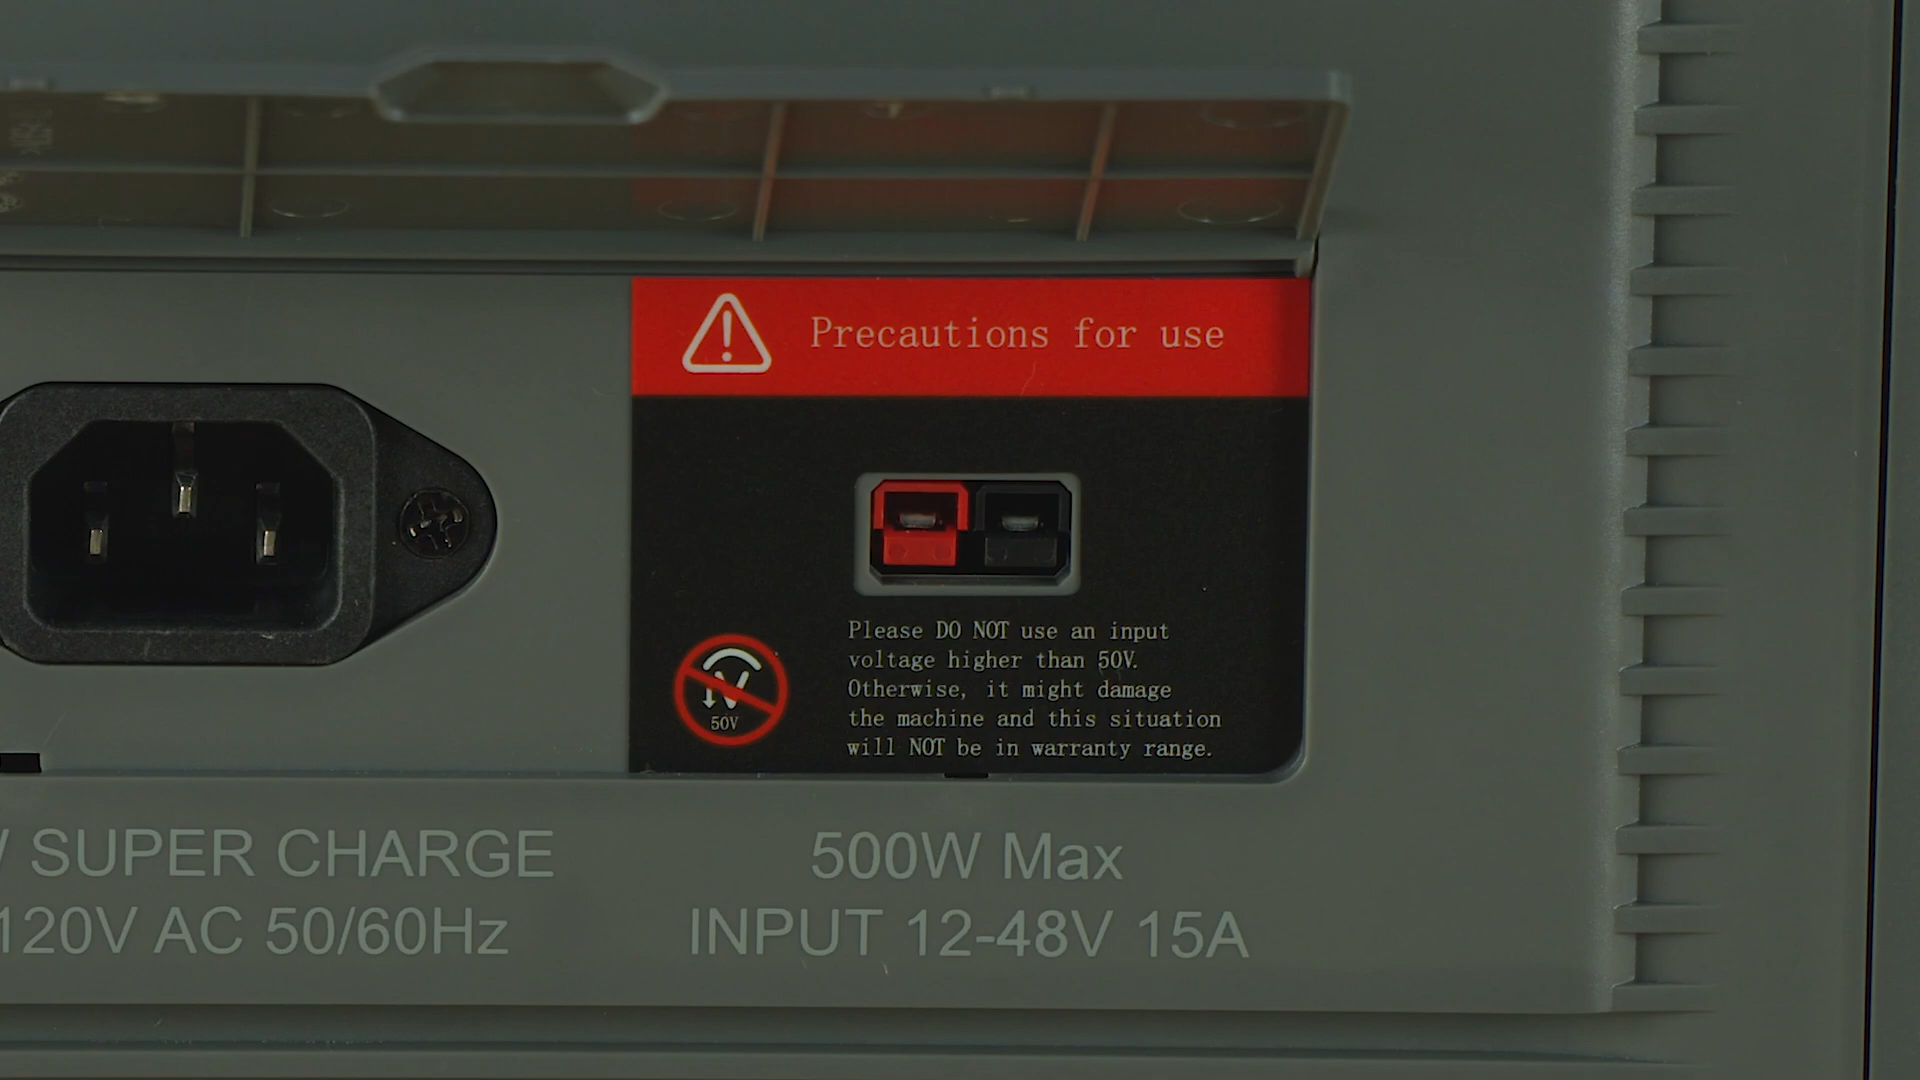 Precautions for use
Please DO NOT use an input
voltage higher than 50V.
Otherwise, it might damage
the machine and this situation
will NOT be in warranty range.
50V
SUPER CHARGE
120V AC 50/60Hz
500W Max
INPUT 12-48V 15A